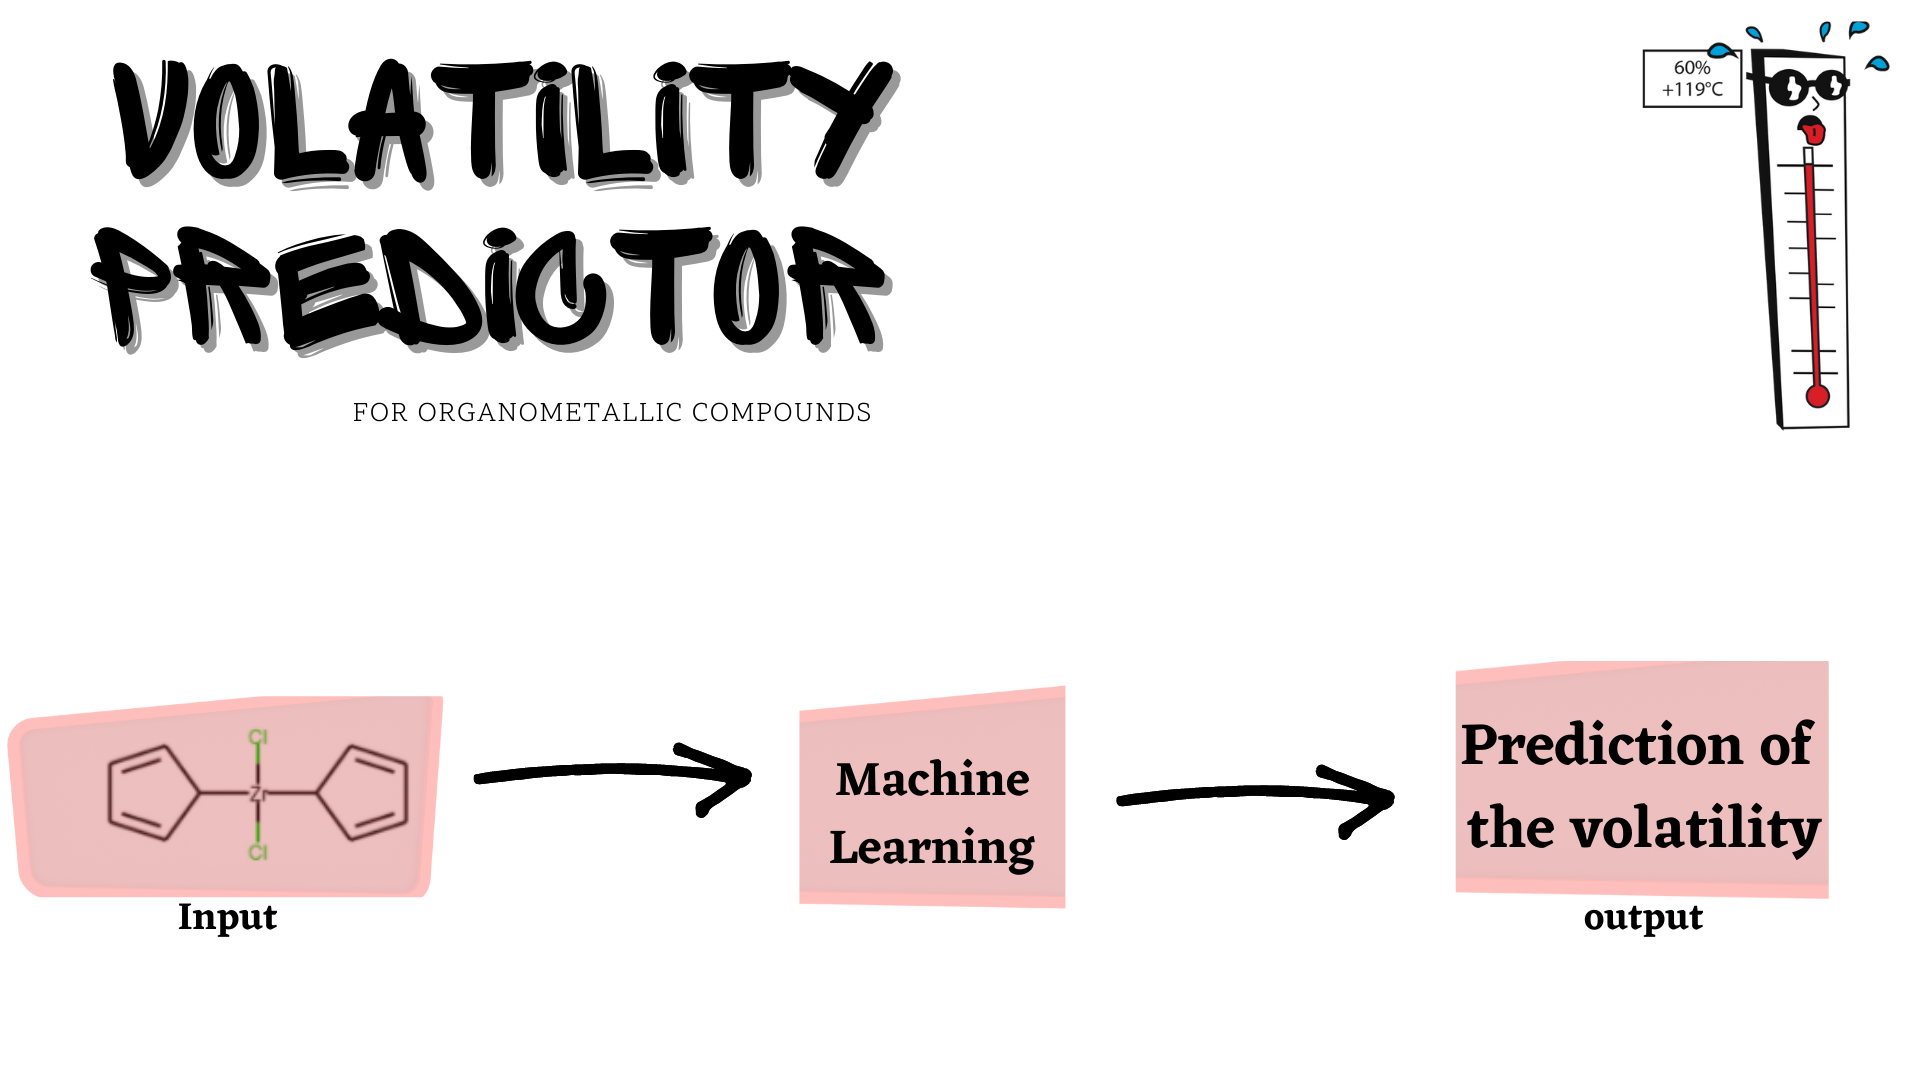 VOLATILITY
PREDICTOR
FOR ORGANOMETALLIC COMPOUNDS
60%
+119°C
Cl
Zr
Cl
Input
Machine
Learning
Prediction of
the volatility
output